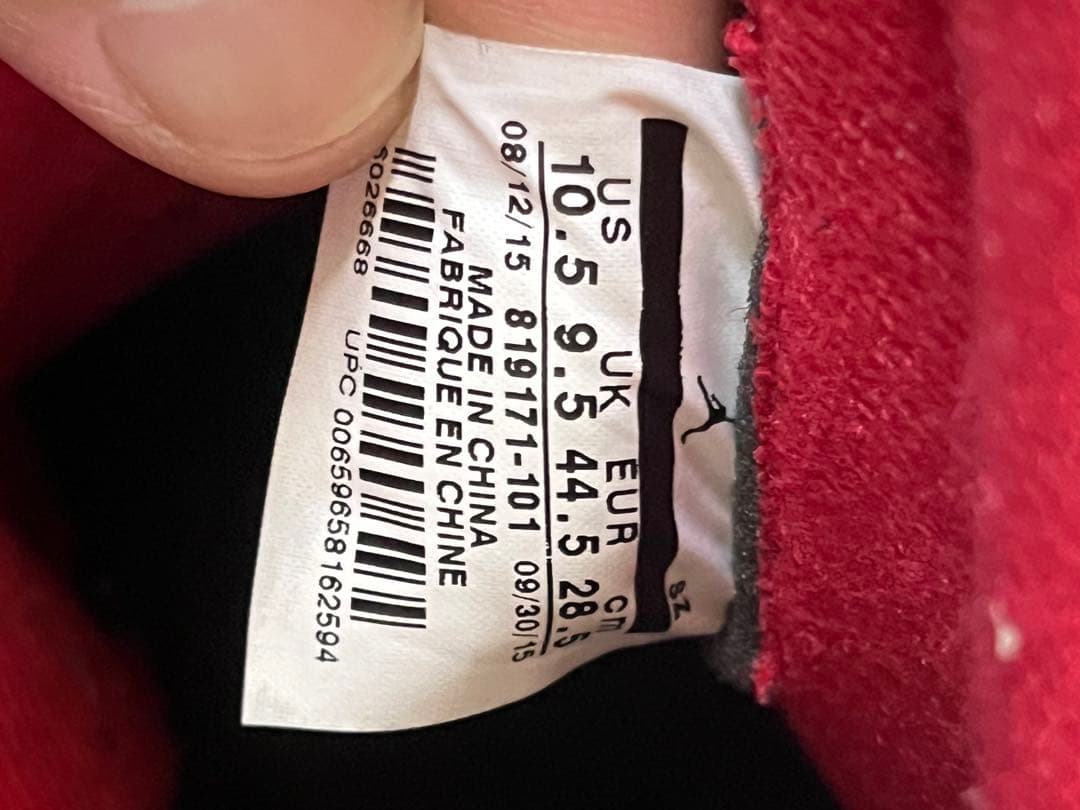 SZ
US UK EUR cm
10.5 9.5 44.5 28.5
08/12/15 819171-101 09/30/15
MADE IN CHINA
FABRIQUE EN CHINE
UPC 00659658162594